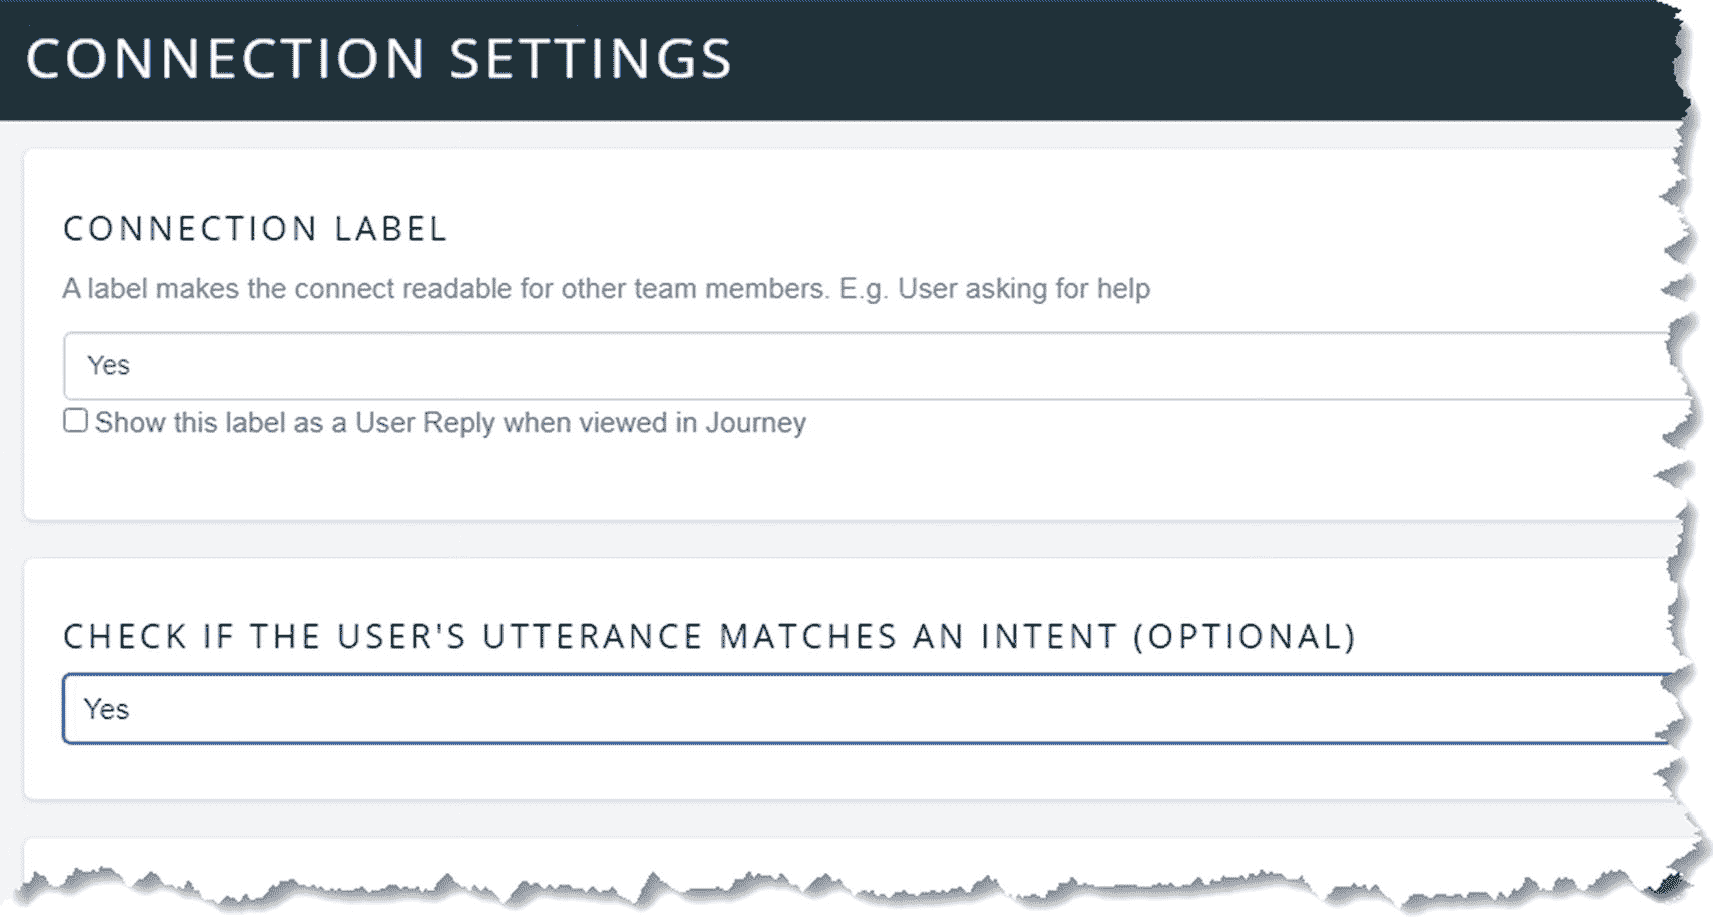 CONNECTION SETTINGS
CONNECTION LABEL
A label makes the connect readable for other team members. E.g. User asking for help
Yes
Show this label as a User Reply when viewed in Journey
CHECK IF THE USER'S UTTERANCE MATCHES AN INTENT (OPTIONAL)
Yes